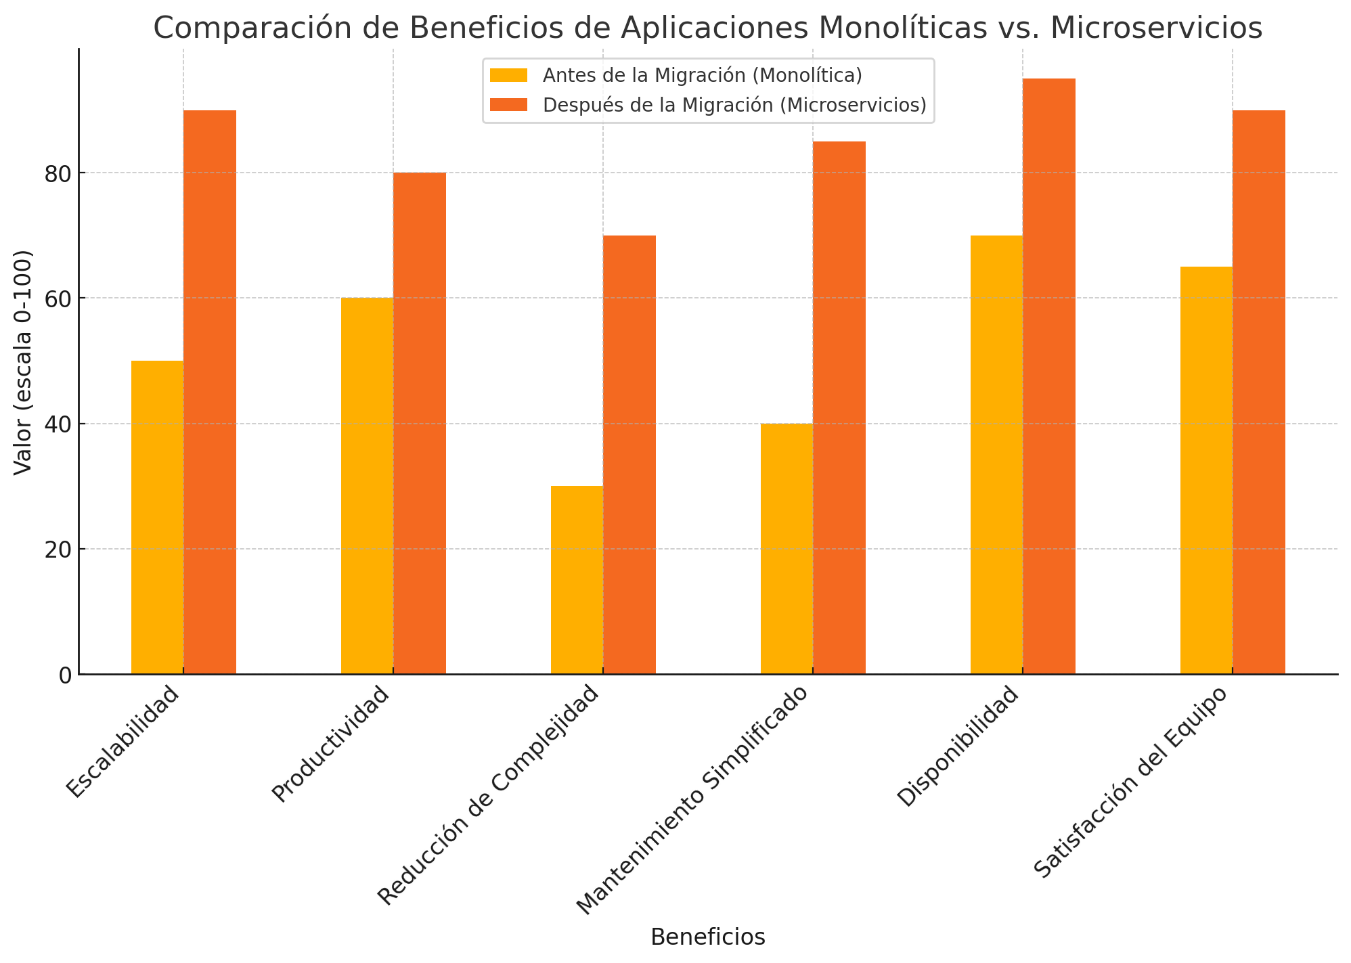 Comparación de Beneficios de Aplicaciones Monolíticas vs. Microservicios
Antes de la Migración (Monolítica)
Después de la Migración (Microservicios)
Valor (escala 0-100)
80
60
40
20
0
Escalabilidad
Productividad
Reducción de Complejidad
Mantenimiento Simplificado
Disponibilidad
Satisfacción del Equipo
Beneficios